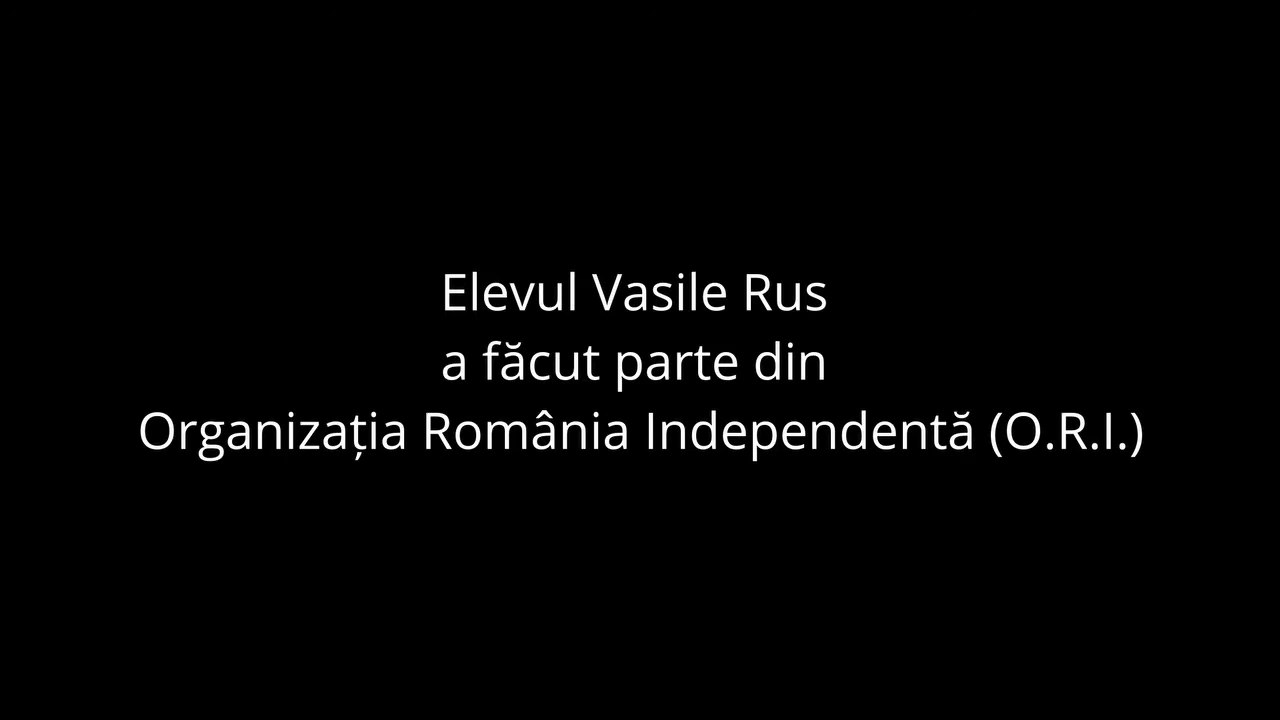 Elevul Vasile Rus
a făcut parte din
Organizația România Independentă (O.R.I.)